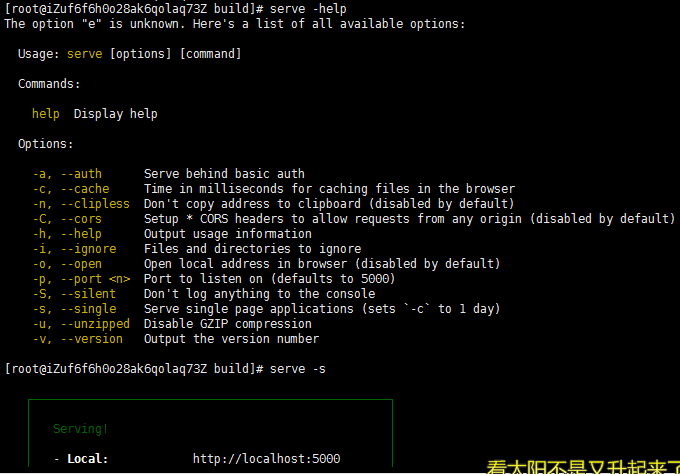 [root@iZuf6f6h0o28ak6qolaq73Z build]# serve -help
The option "e" is unknown. Here's a list of all available options:
Usage: serve [options] [command]
Commands:
help  Display help
Options:
-a, --auth      Serve behind basic auth
-c, --cache     Time in milliseconds for caching files in the browser
-n, --clipless  Don't copy address to clipboard (disabled by default)
-C, --cors      Setup * CORS headers to allow requests from any origin (disabled by default)
-h, --help      Output usage information
-i, --ignore    Files and directories to ignore
-o, --open      Open local address in browser (disabled by default)
-p, --port <n>  Port to listen on (defaults to 5000)
-S, --silent    Don't log anything to the console
-s, --single    Serve single page applications (sets `-c` to 1 day)
-u, --unzipped  Disable GZIP compression
-v, --version   Output the version number
[root@iZuf6f6h0o28ak6qolaq73Z build]# serve -s
Serving!
- Local:            http://localhost:5000
看太阳不是又升起来了